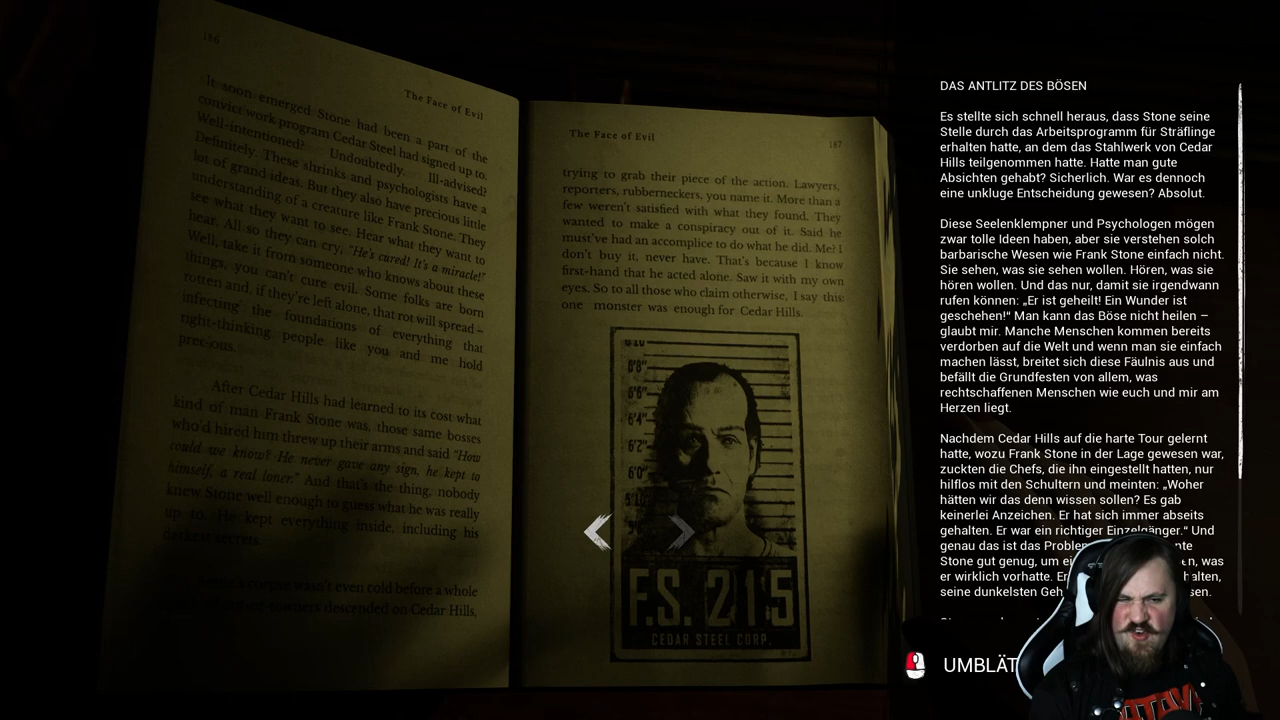 186
The Face of Evil
It soon emerged Stone had been a part of the
convict work program Cedar Steel had signed up to.
Well-intentioned? Undoubtedly. Ill-advised?
Definitely. These shrinks and psychologists have a
lot of grand ideas. But they also have precious little
understanding of a creature like Frank Stone. They
see what they want to see. Hear what they want to
hear. All so they can cry, "He's cured! It's a miracle!"
Well, take it from someone who knows about these
things, you can't cure evil. Some folks are born
rotten and, if they're left alone, that rot will spread –
infecting the foundations of everything that
right-thinking people like you and me hold
precious.
After Cedar Hills had learned to its cost what
kind of man Frank Stone was, those same bosses
who'd hired him threw up their arms and said "How
could we know? He never gave any sign, he kept to
himself, a real loner." And that's the thing, nobody
knew Stone well enough to guess what he was really
up to. He kept everything inside, including his
darkest secrets.
corpse wasn't even cold before a whole
of out-of-towners descended on Cedar Hills,
The Face of Evil
187
trying to grab their piece of the action. Lawyers,
reporters, rubberneckers, you name it. More than a
few weren't satisfied with what they found. They
wanted to make a conspiracy out of it. Said he
must've had an accomplice to do what he did. Me? I
don't buy it, never have. That's because I know
first-hand that he acted alone. Saw it with my own
eyes. So to all those who claim otherwise, I say this:
one monster was enough for Cedar Hills.
6'10"
6'8"
6'6"
6'4"
6'2"
6'0"
5'10"
F.S. 215
CEDAR STEEL CORP.
DAS ANTLITZ DES BÖSEN
Es stellte sich schnell heraus, dass Stone seine
Stelle durch das Arbeitsprogramm für Sträflinge
erhalten hatte, an dem das Stahlwerk von Cedar
Hills teilgenommen hatte. Hatte man gute
Absichten gehabt? Sicherlich. War es dennoch
eine unkluge Entscheidung gewesen? Absolut.
Diese Seelenklempner und Psychologen mögen
zwar tolle Ideen haben, aber sie verstehen solch
barbarische Wesen wie Frank Stone einfach nicht.
Sie sehen, was sie sehen wollen. Hören, was sie
hören wollen. Und das nur, damit sie irgendwann
rufen können: „Er ist geheilt! Ein Wunder ist
geschehen!“ Man kann das Böse nicht heilen –
glaubt mir. Manche Menschen kommen bereits
verdorben auf die Welt und wenn man sie einfach
machen lässt, breitet sich diese Fäulnis aus und
befällt die Grundfesten von allem, was
rechtschaffenen Menschen wie euch und mir am
Herzen liegt.
Nachdem Cedar Hills auf die harte Tour gelernt
hatte, wozu Frank Stone in der Lage gewesen war,
zuckten die Chefs, die ihn eingestellt hatten, nur
hilflos mit den Schultern und meinten: „Woher
hätten wir das denn wissen sollen? Es gab
keinerlei Anzeichen. Er hat sich immer abseits
gehalten. Er war ein richtiger Einzelgänger.“ Und
genau das ist das Problem
Stone gut genug, um was
er wirklich vorhatte.
seine dunkelsten
UMBLÄT